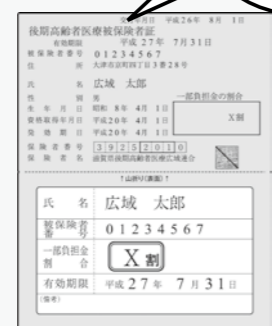 交付年月日 平成26年 8月 1日
後期高齢者医療被保険者証
有効期限 平成 27年 7月31日
被保険者番号 01234567
住 所 大津市京町四丁目3番28号
氏 名 広域 太郎
性 別 男 一部負担金の割合
生年月日 昭和 8年 4月 1日
資格取得年月日 平成20年 4月 1日 X割
発効期日 平成20年 4月 1日
保険者番号 39252010
保険者名 滋賀県後期高齢者医療広域連合
↑山折り(裏面)↑
氏 名 広域 太郎
被保険者番号 01234567
一部負担金割合 X割
有効期限 平成27年 7月31日
(備考)